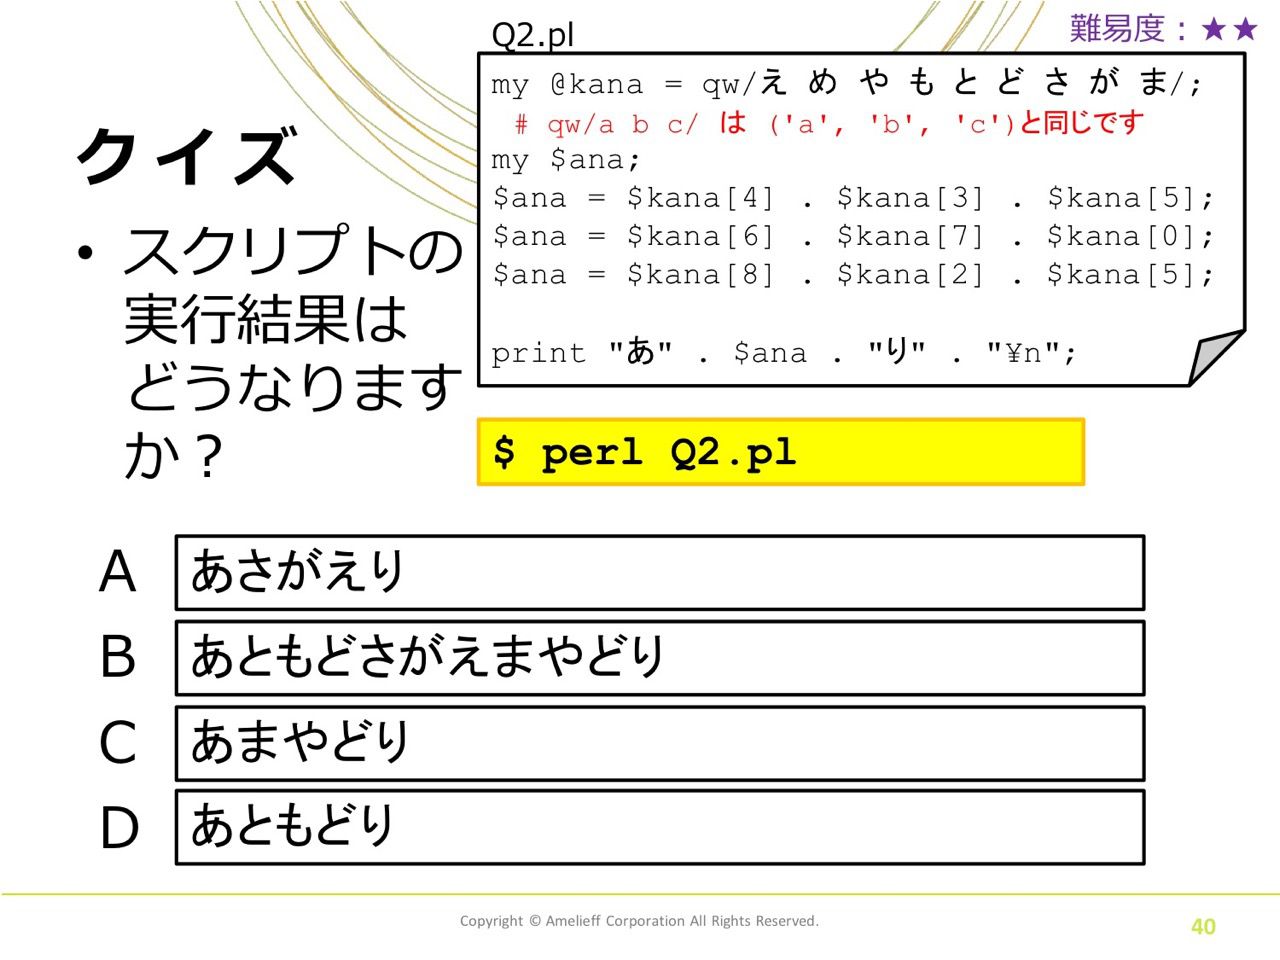 難易度：★★
Q2.pl
クイズ
• スクリプトの
実行結果は
どうなります
か？
my @kana = qw/え め や も と ど さ が ま/;
# qw/a b c/ は ('a', 'b', 'c')と同じです
my $ana;
$ana = $kana[4] . $kana[3] . $kana[5];
$ana = $kana[6] . $kana[7] . $kana[0];
$ana = $kana[8] . $kana[2] . $kana[5];
print "あ" . $ana . "り" . "¥n";
$ perl Q2.pl
A あさがえり
B あともどさがえまやどり
C あまやどり
D あともどり
Copyright © Amelieff Corporation All Rights Reserved.
40